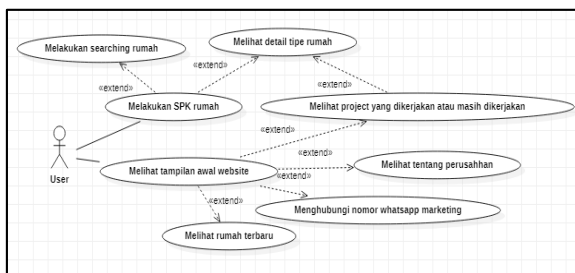 Melakukan searching rumah
Melihat detail tipe rumah
«extend»
«extend»
«extend»
«extend»
Melakukan SPK rumah
Melihat project yang dikerjakan atau masih dikerjakan
«extend»
«extend»
Melihat tentang perusahhan
User
Melihat tampilan awal website
«extend»
«extend»
Menghubungi nomor whatsapp marketing
Melihat rumah terbaru